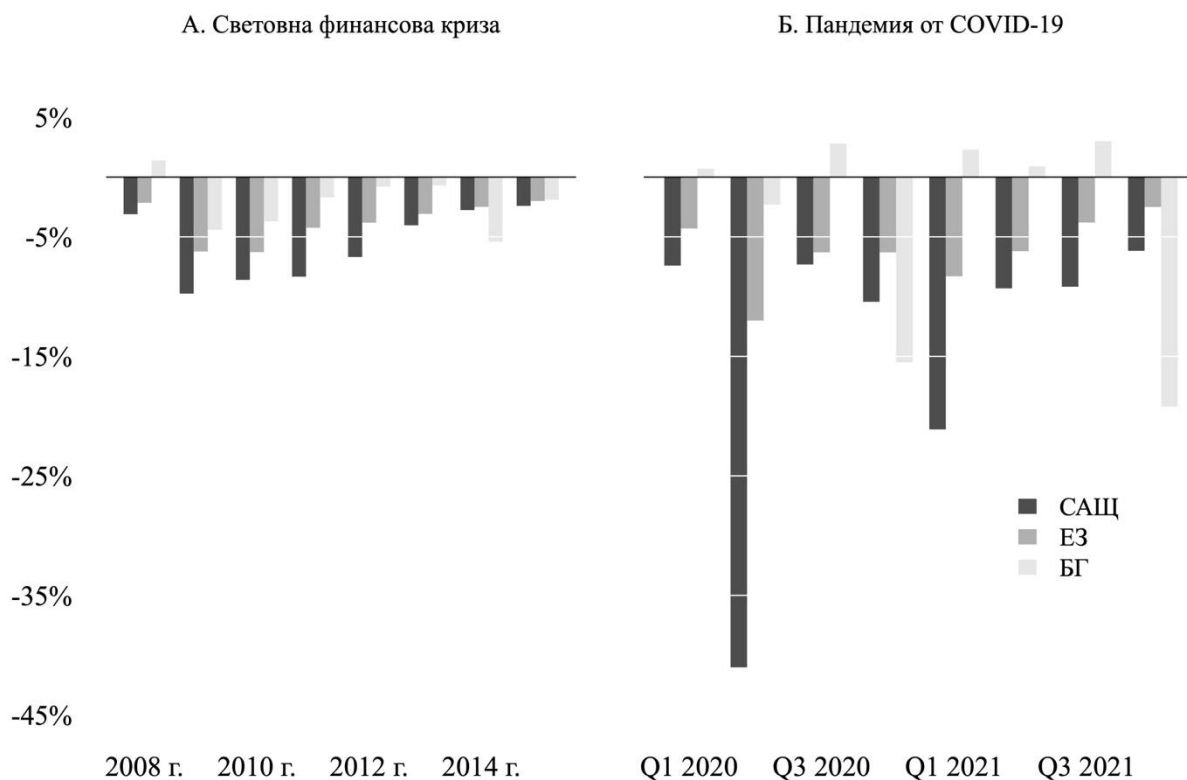 А. Световна финансова криза
Б. Пандемия от COVID-19
5%
-5%
-15%
-25%
-35%
-45%
САЩ
ЕЗ
БГ
2008 г. 2010 г. 2012 г. 2014 г.
Q1 2020 Q3 2020 Q1 2021 Q3 2021